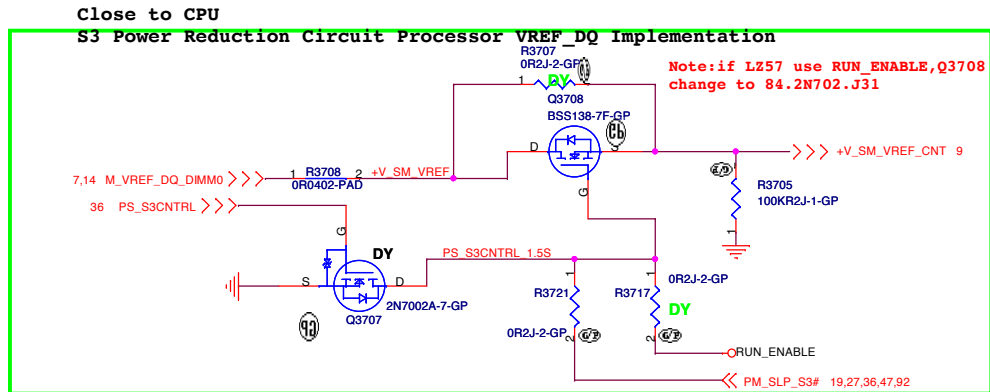 Close to CPU
S3 Power Reduction Circuit Processor VREF_DQ Implementation
R3707
0R2J-2-GP
Note:if LZ57 use RUN_ENABLE,Q3708
change to 84.2N702.J31
1 DY
Q3708
BSS138-7F-GP
D S
+V_SM_VREF_CNT 9
G
7,14 M_VREF_DQ_DIMM0
1 R3708 2
0R0402-PAD
+V_SM_VREF
R3705
100KR2J-1-GP
1
36 PS_S3CNTRL
G
DY
S D
PS_S3CNTRL_1.5S
2N7002A-7-GP
Q3707
1 1
0R2J-2-GP
R3721 R3717
DY
0R2J-2-GP
2 2
RUN_ENABLE
PM_SLP_S3# 19,27,36,47,92